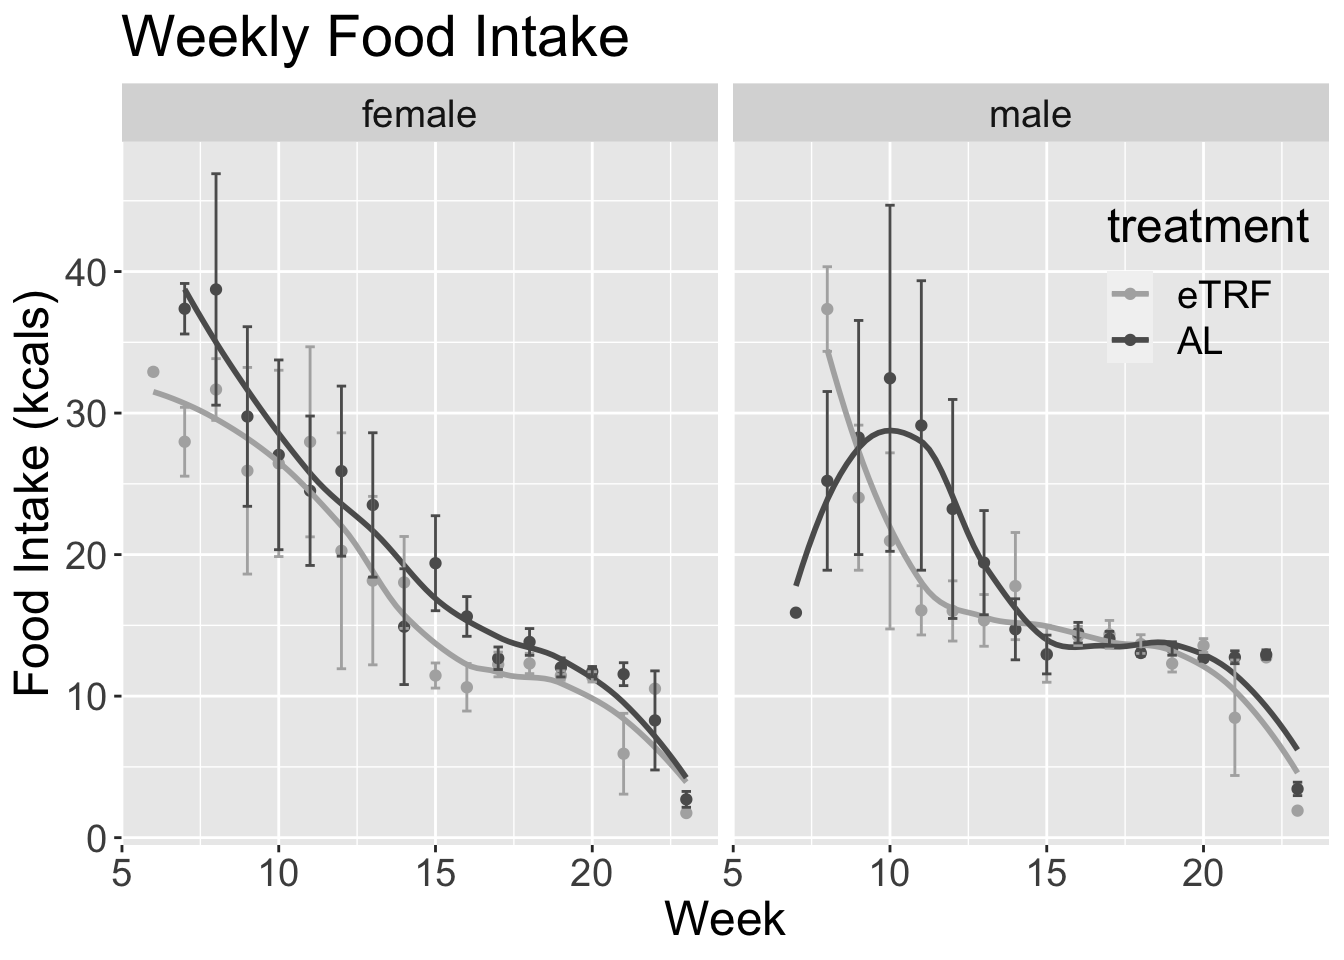 Weekly Food Intake
female
male
treatment
eTRF
AL
Food Intake (kcals)
40
30
20
10
0
5 10 15 20
5 10 15 20
Week